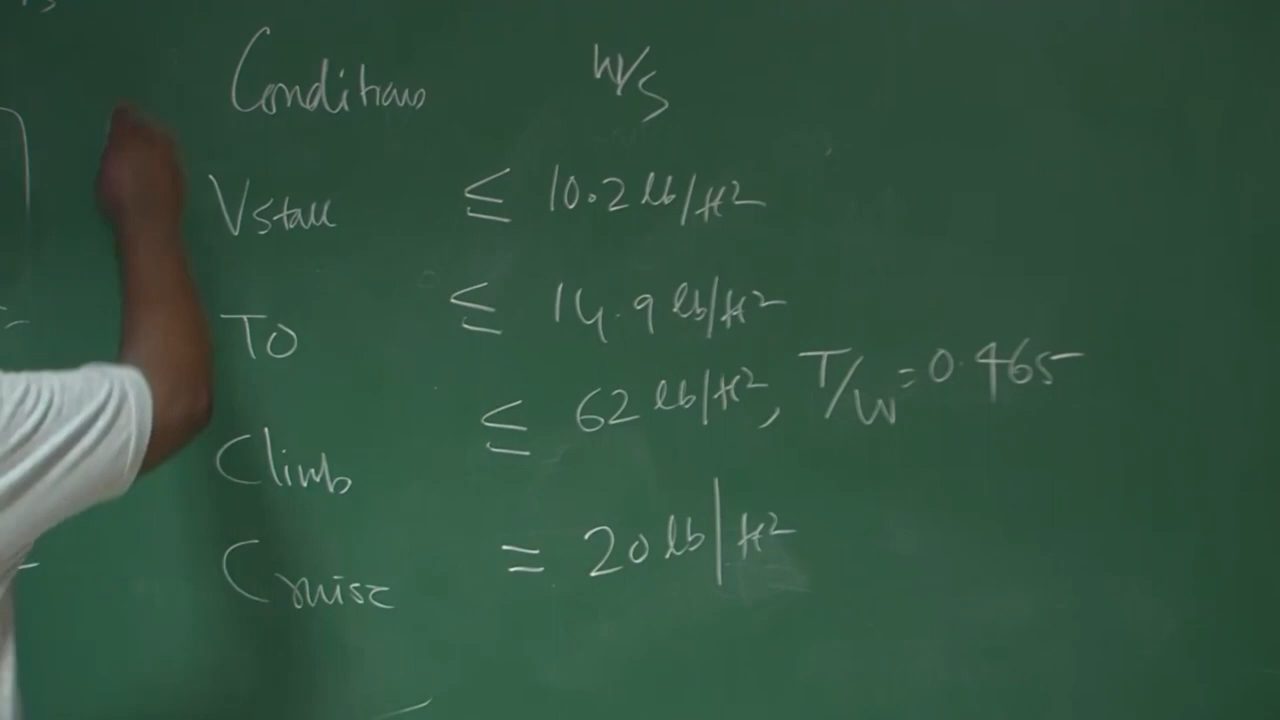 Conditions W/S
Vstall ≤ 10.2 lb/ft²
TO ≤ 14.9 lb/ft²
Climb ≤ 62 lb/ft², T/W = 0.465
Cruise = 20 lb/ft²